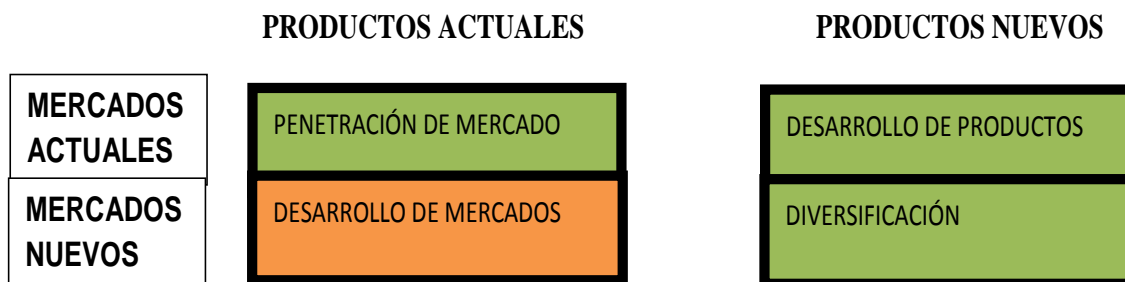 PRODUCTOS ACTUALES
PRODUCTOS NUEVOS
MERCADOS
ACTUALES
PENETRACIÓN DE MERCADO
DESARROLLO DE PRODUCTOS
MERCADOS
NUEVOS
DESARROLLO DE MERCADOS
DIVERSIFICACIÓN